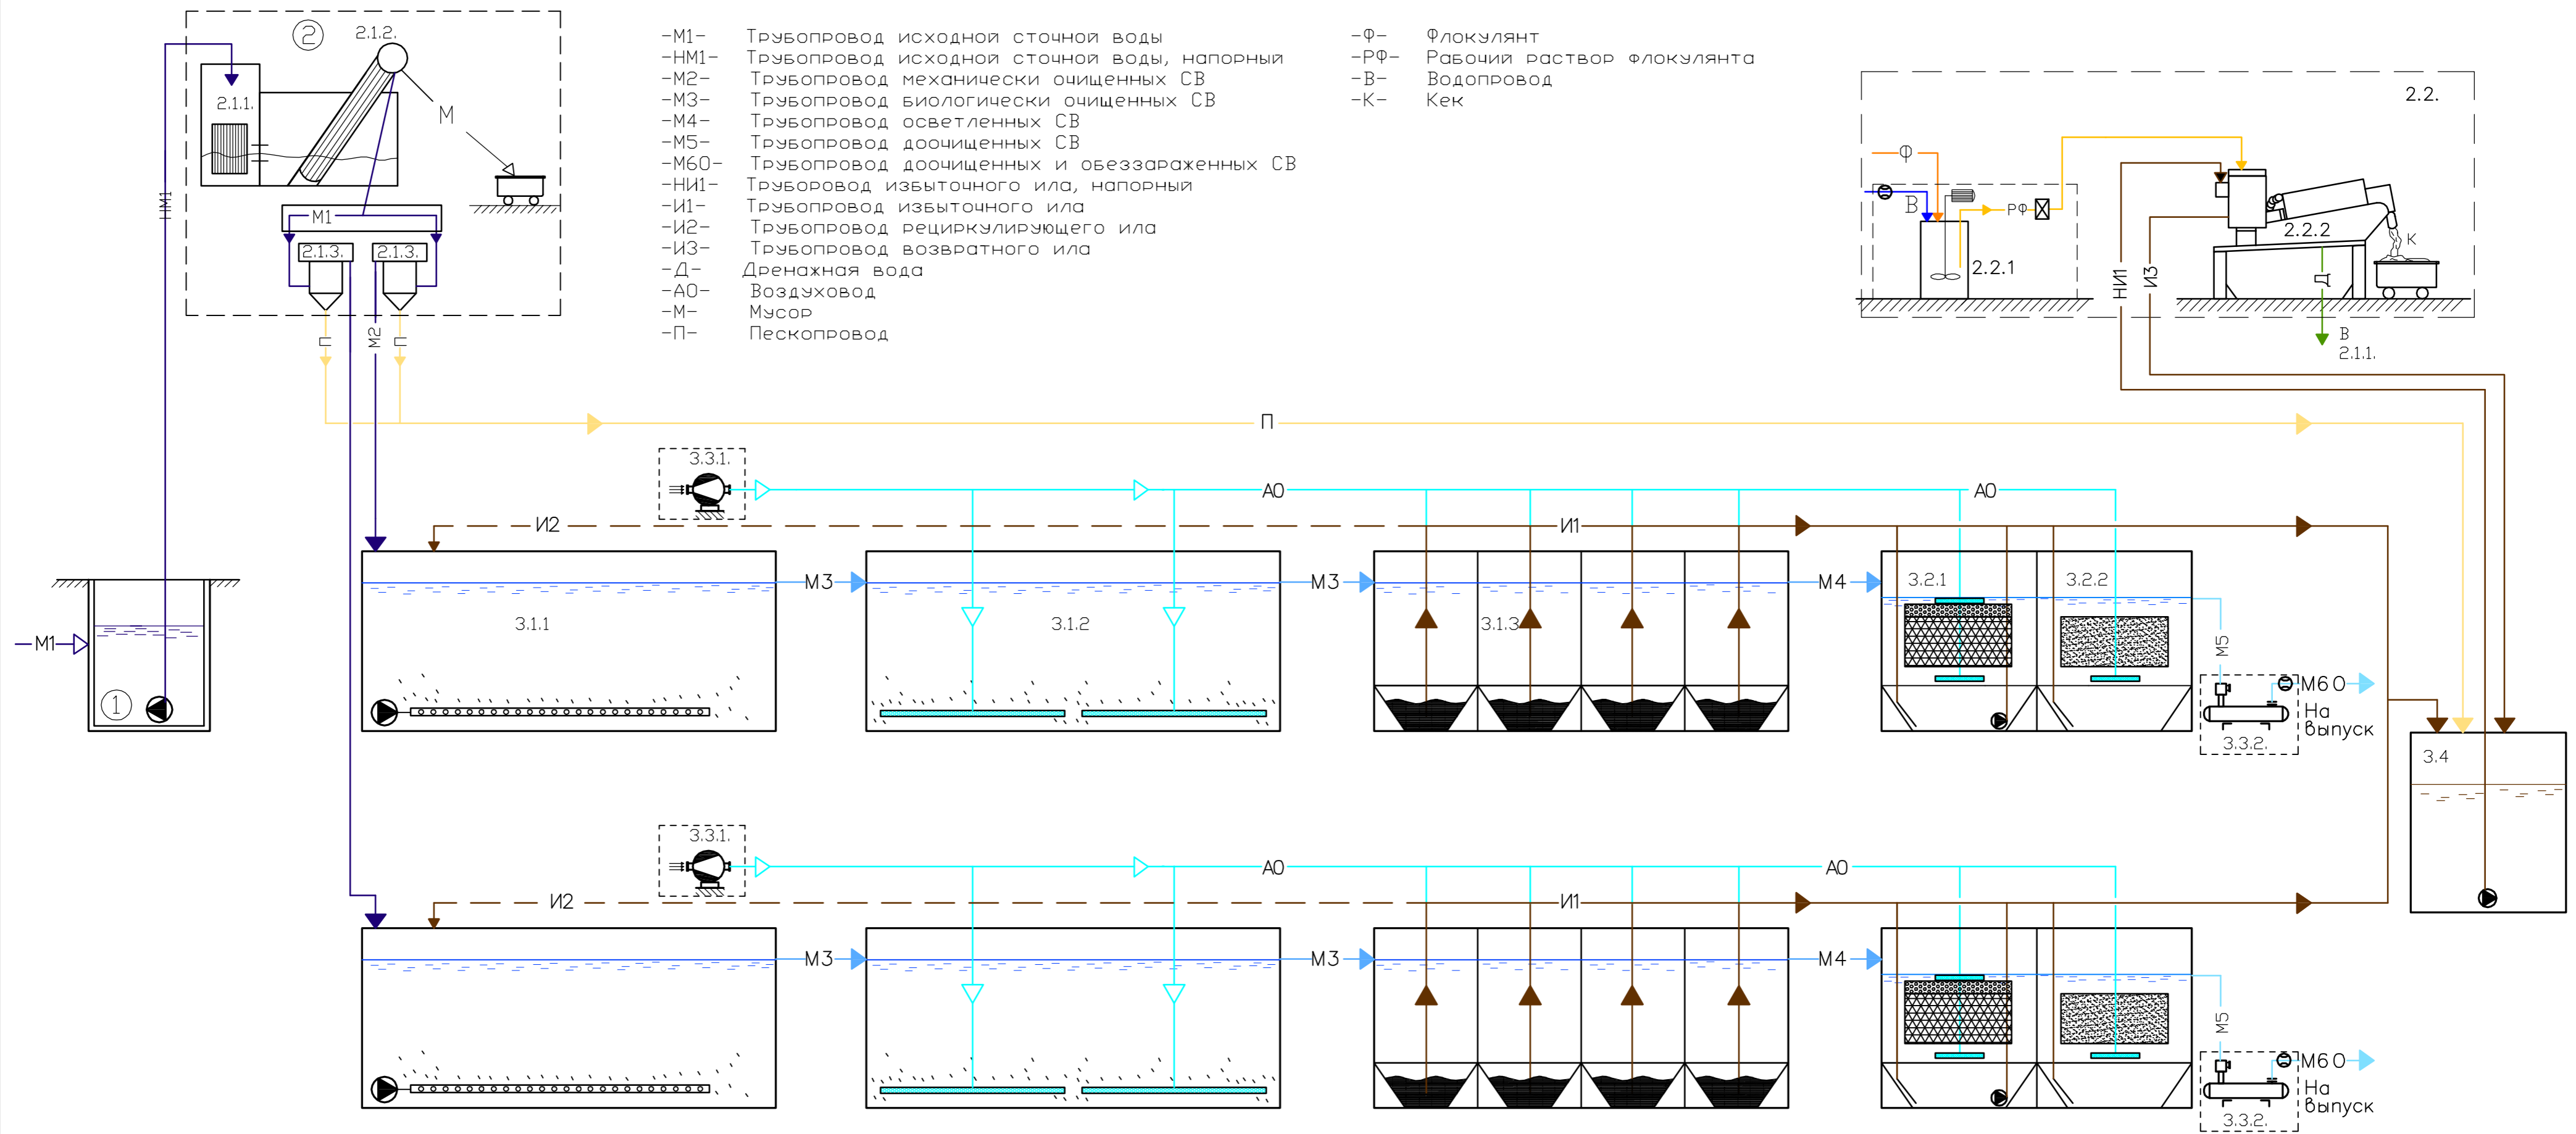 2
2.1.2.
2.1.1.
М
НМ1
М1
2.1.3.
2.1.3.
П
М2
П
-М1- Трубопровод исходной сточной воды
-НМ1- Трубопровод исходной сточной воды, напорный
-М2- Трубопровод механически очищенных СВ
-М3- Трубопровод биологически очищенных СВ
-М4- Трубопровод осветленных СВ
-М5- Трубопровод доочищенных СВ
-М60- Трубопровод доочищенных и обеззараженных СВ
-НИ1- Труборовод избыточного ила, напорный
-И1- Трубопровод избыточного ила
-И2- Трубопровод рециркулирующего ила
-И3- Трубопровод возвратного ила
-Д- Дренажная вода
-АО- Воздуховод
-М- Мусор
-П- Пескопровод
-Ф- Флокулянт
-РФ- Рабочий раствор флокулянта
-В- Водопровод
-К- Кек
2.2.
Ф
В
РФ
2.2.1
2.2.2
К
НИ1
И3
Д
В
2.1.1.
П
3.3.1.
АО
АО
И2
И1
М3
М3
М4
3.1.1
3.1.2
3.1.3
3.2.1
3.2.2
М5
М60
На
выпуск
3.3.2.
М1
1
3.4
3.3.1.
АО
АО
И2
И1
М3
М3
М4
М5
М60
На
выпуск
3.3.2.